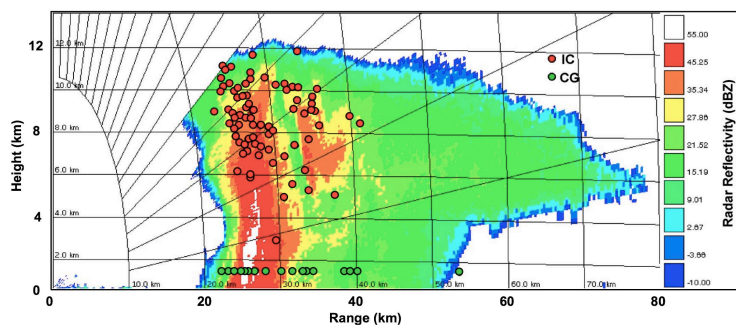 12
8
4
0
Height (km)
12.0 km
10.0 km
8.0 km
6.0 km
4.0 km
2.0 km
IC
CG
10.0 km
20.0 km
30.0 km
40.0 km
50.0 km
60.0 km
70.0 km
0
20
40
60
80
Range (km)
55.00
45.25
35.34
27.86
21.52
15.19
9.01
2.67
-3.66
-10.00
Radar Reflectivity (dBZ)